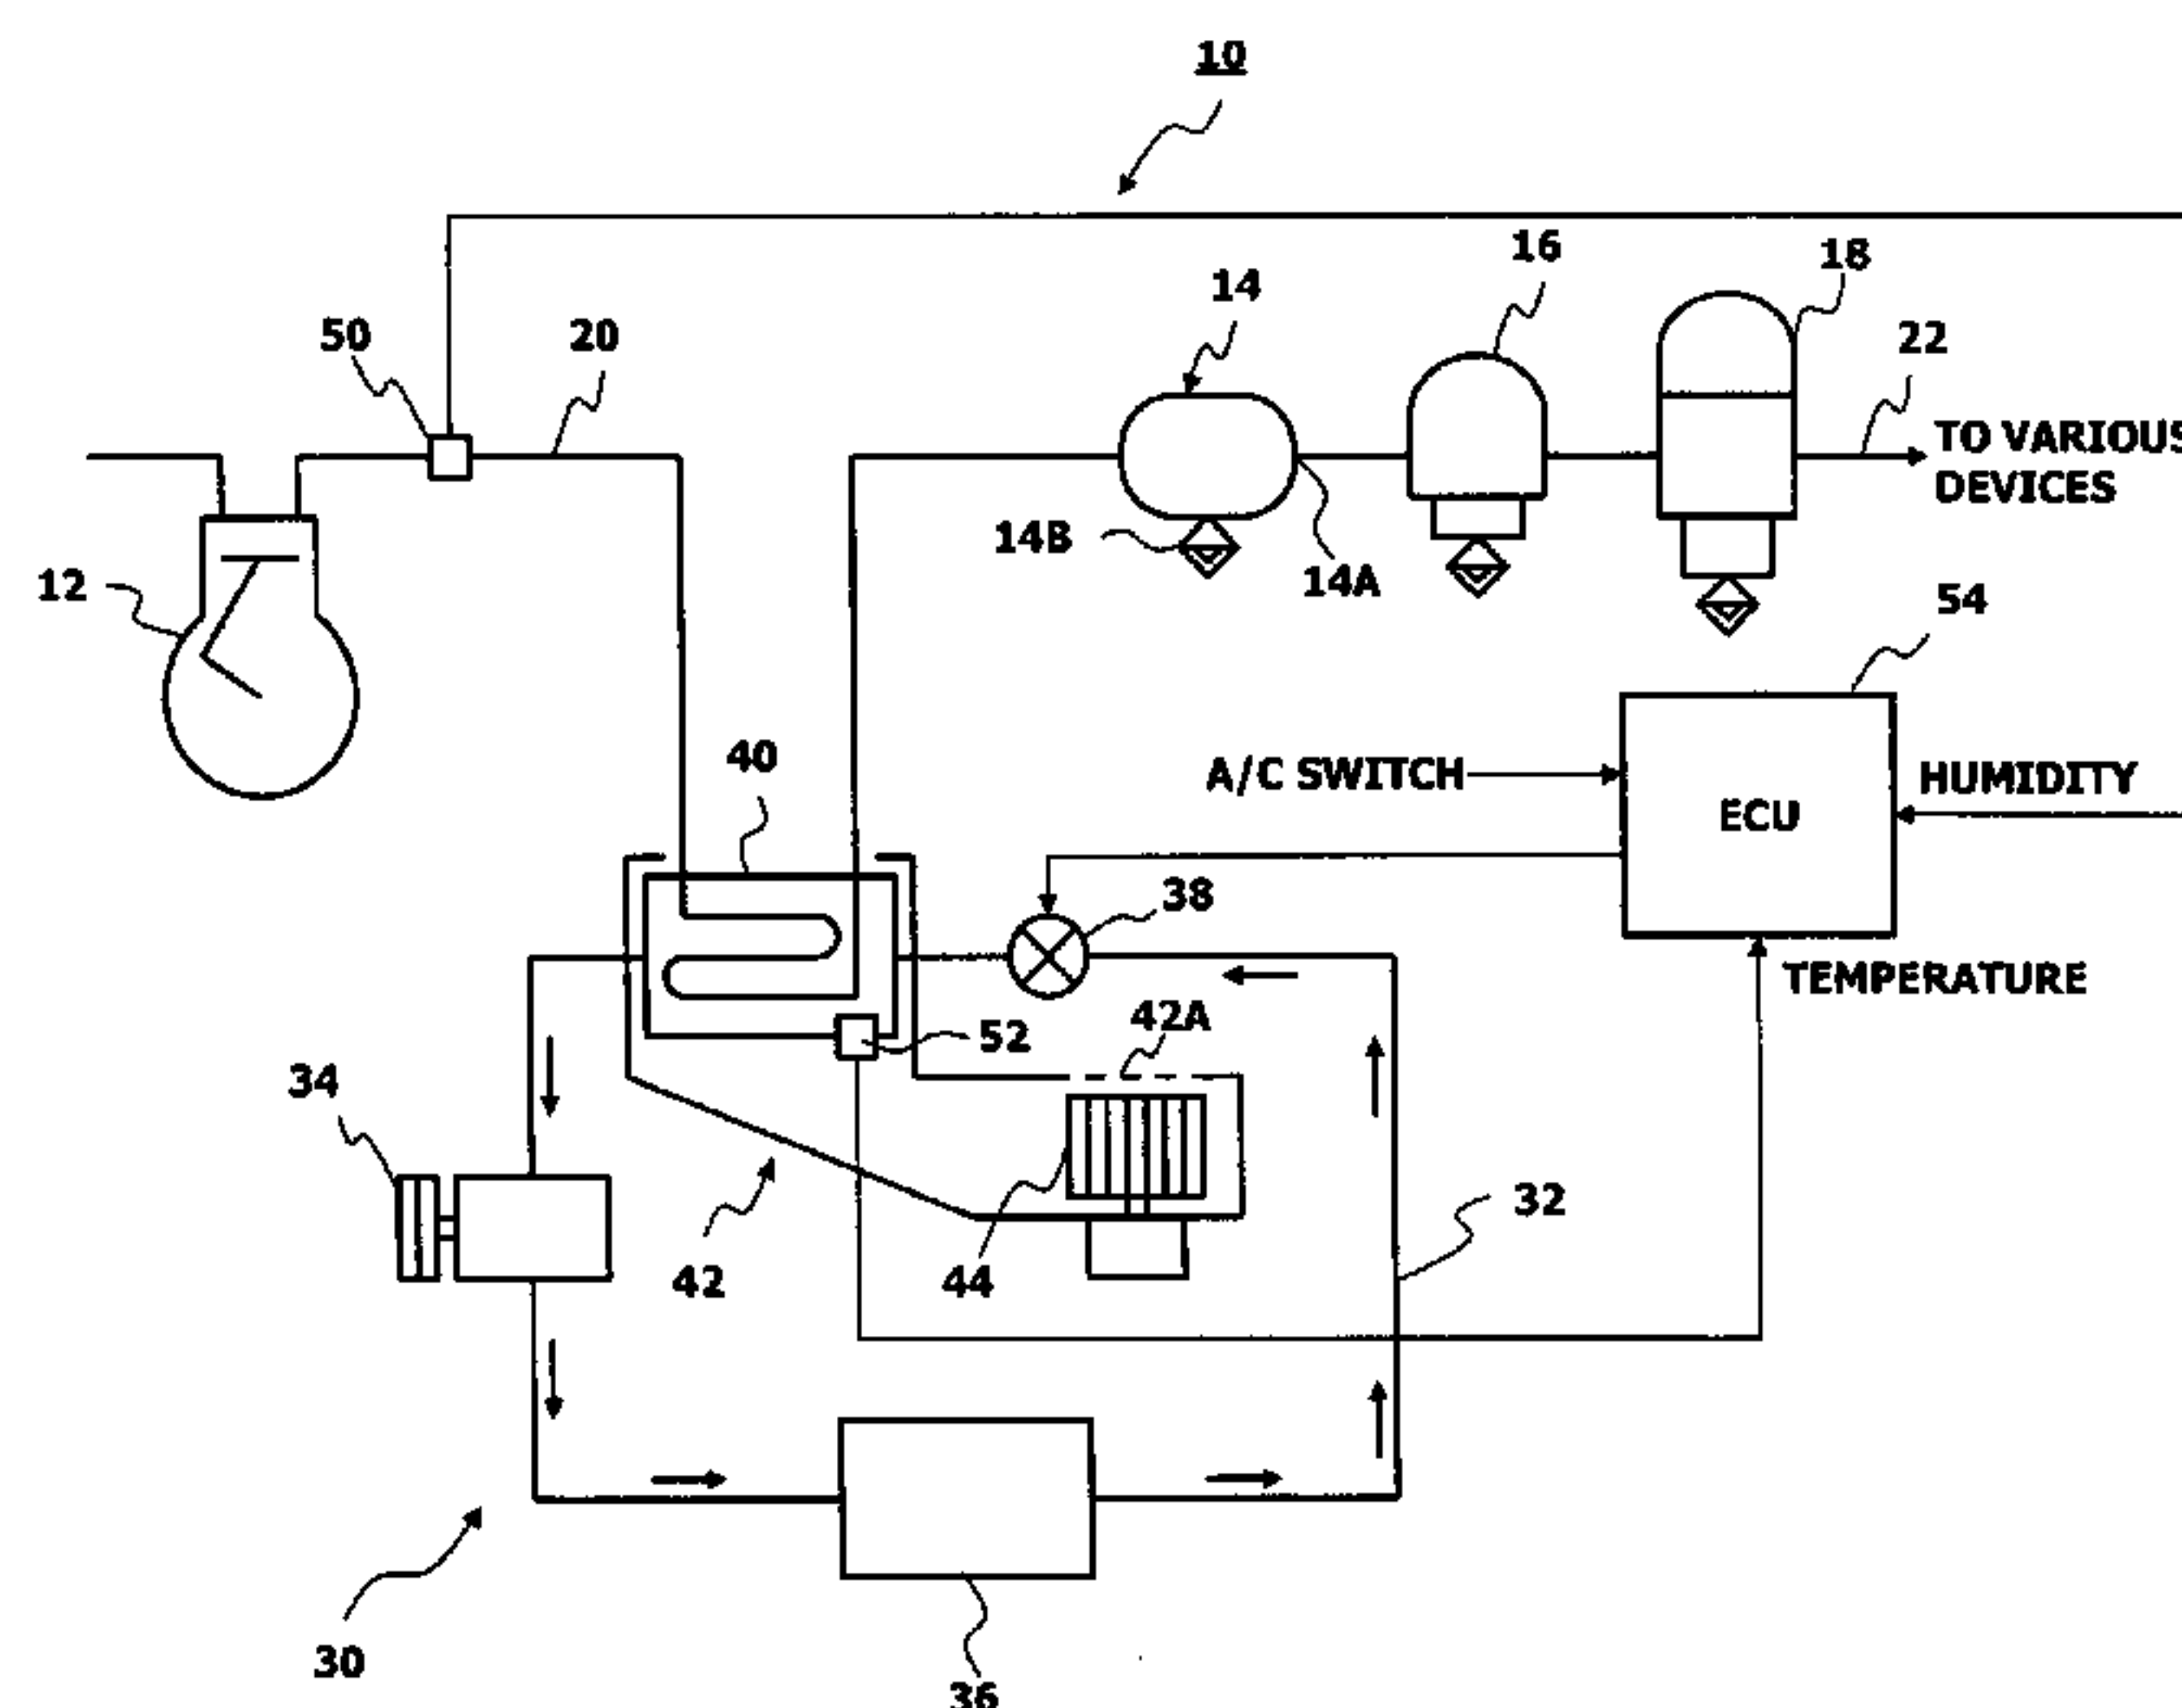 10
16
18
14
22
50
20
TO VARIOUS
DEVICES
14B
14A
12
54
40
A/C SWITCH
HUMIDITY
ECU
38
TEMPERATURE
42A
52
34
32
42
44
30
36